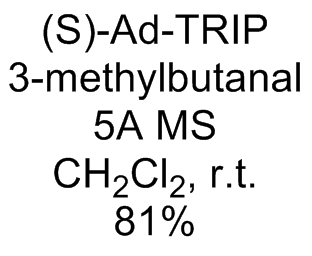 (S)-Ad-TRIP
3-methylbutanal
5A MS
CH₂Cl₂, r.t.
81%